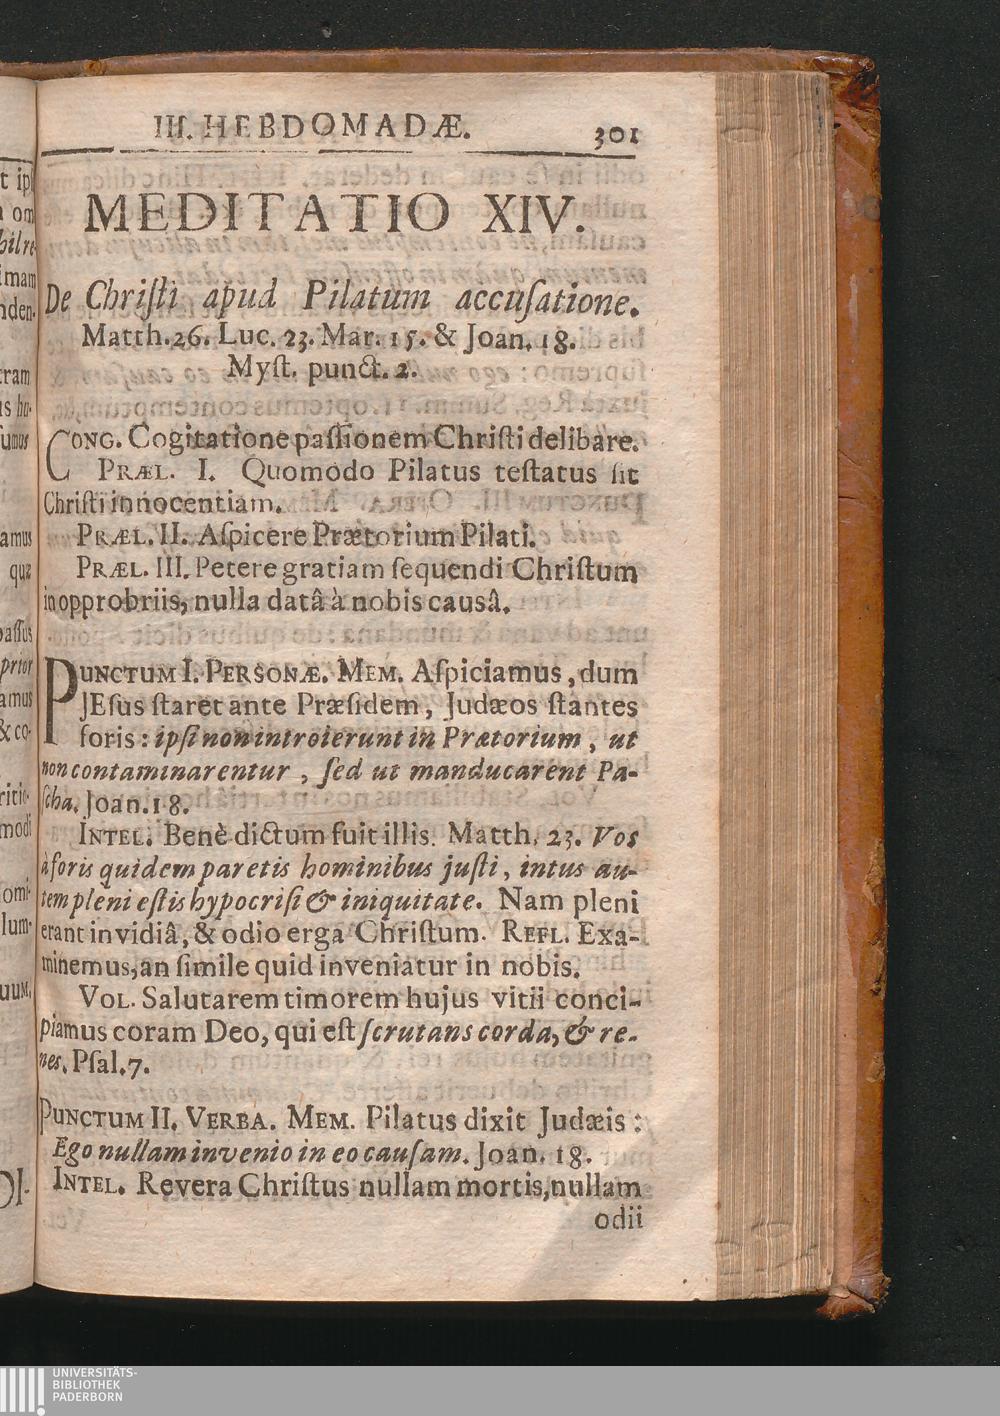 III. HEBDOMADÆ. 301
MEDITATIO XIV.
De Chriſti apud Pilatum accuſatione.
Matth. 26. Luc. 23. Mar. 15. & Joan. 18.
Myſt. punct. 2.
CONG. Cogitatione paſſionem Chriſti delibare.
PRÆL. I. Quomodo Pilatus teſtatus ſit
Chriſti innocentiam.
PRÆL. II. Aſpicere Prætorium Pilati.
PRÆL. III. Petere gratiam ſequendi Chriſtum
in opprobriis, nulla datâ à nobis causâ.
PUNCTUM I. PERSONÆ. MEM. Aſpiciamus, dum
JEſus ſtaret ante Præſidem, Judæos ſtantes
foris: ipſi non introierunt in Prætorium, ut
non contaminarentur, ſed ut manducarent Pa-
ſcha. Joan. 18.
INTEL. Benè dictum fuit illis. Matth. 23. Vos
à foris quidem paretis hominibus juſti, intus au-
tem pleni eſtis hypocriſi & iniquitate. Nam pleni
erant invidiâ, & odio erga Chriſtum. REFL. Exa-
minemus, an ſimile quid inveniatur in nobis.
VOL. Salutarem timorem hujus vitii conci-
piamus coram Deo, qui eſt ſcrutans corda, & re-
nes. Pſal. 7.
PUNCTUM II. VERBA. MEM. Pilatus dixit Judæis:
Ego nullam invenio in eo cauſam. Joan. 18.
INTEL. Revera Chriſtus nullam mortis, nullam
odii
UNIVERSITÄTS-
BIBLIOTHEK
PADERBORN